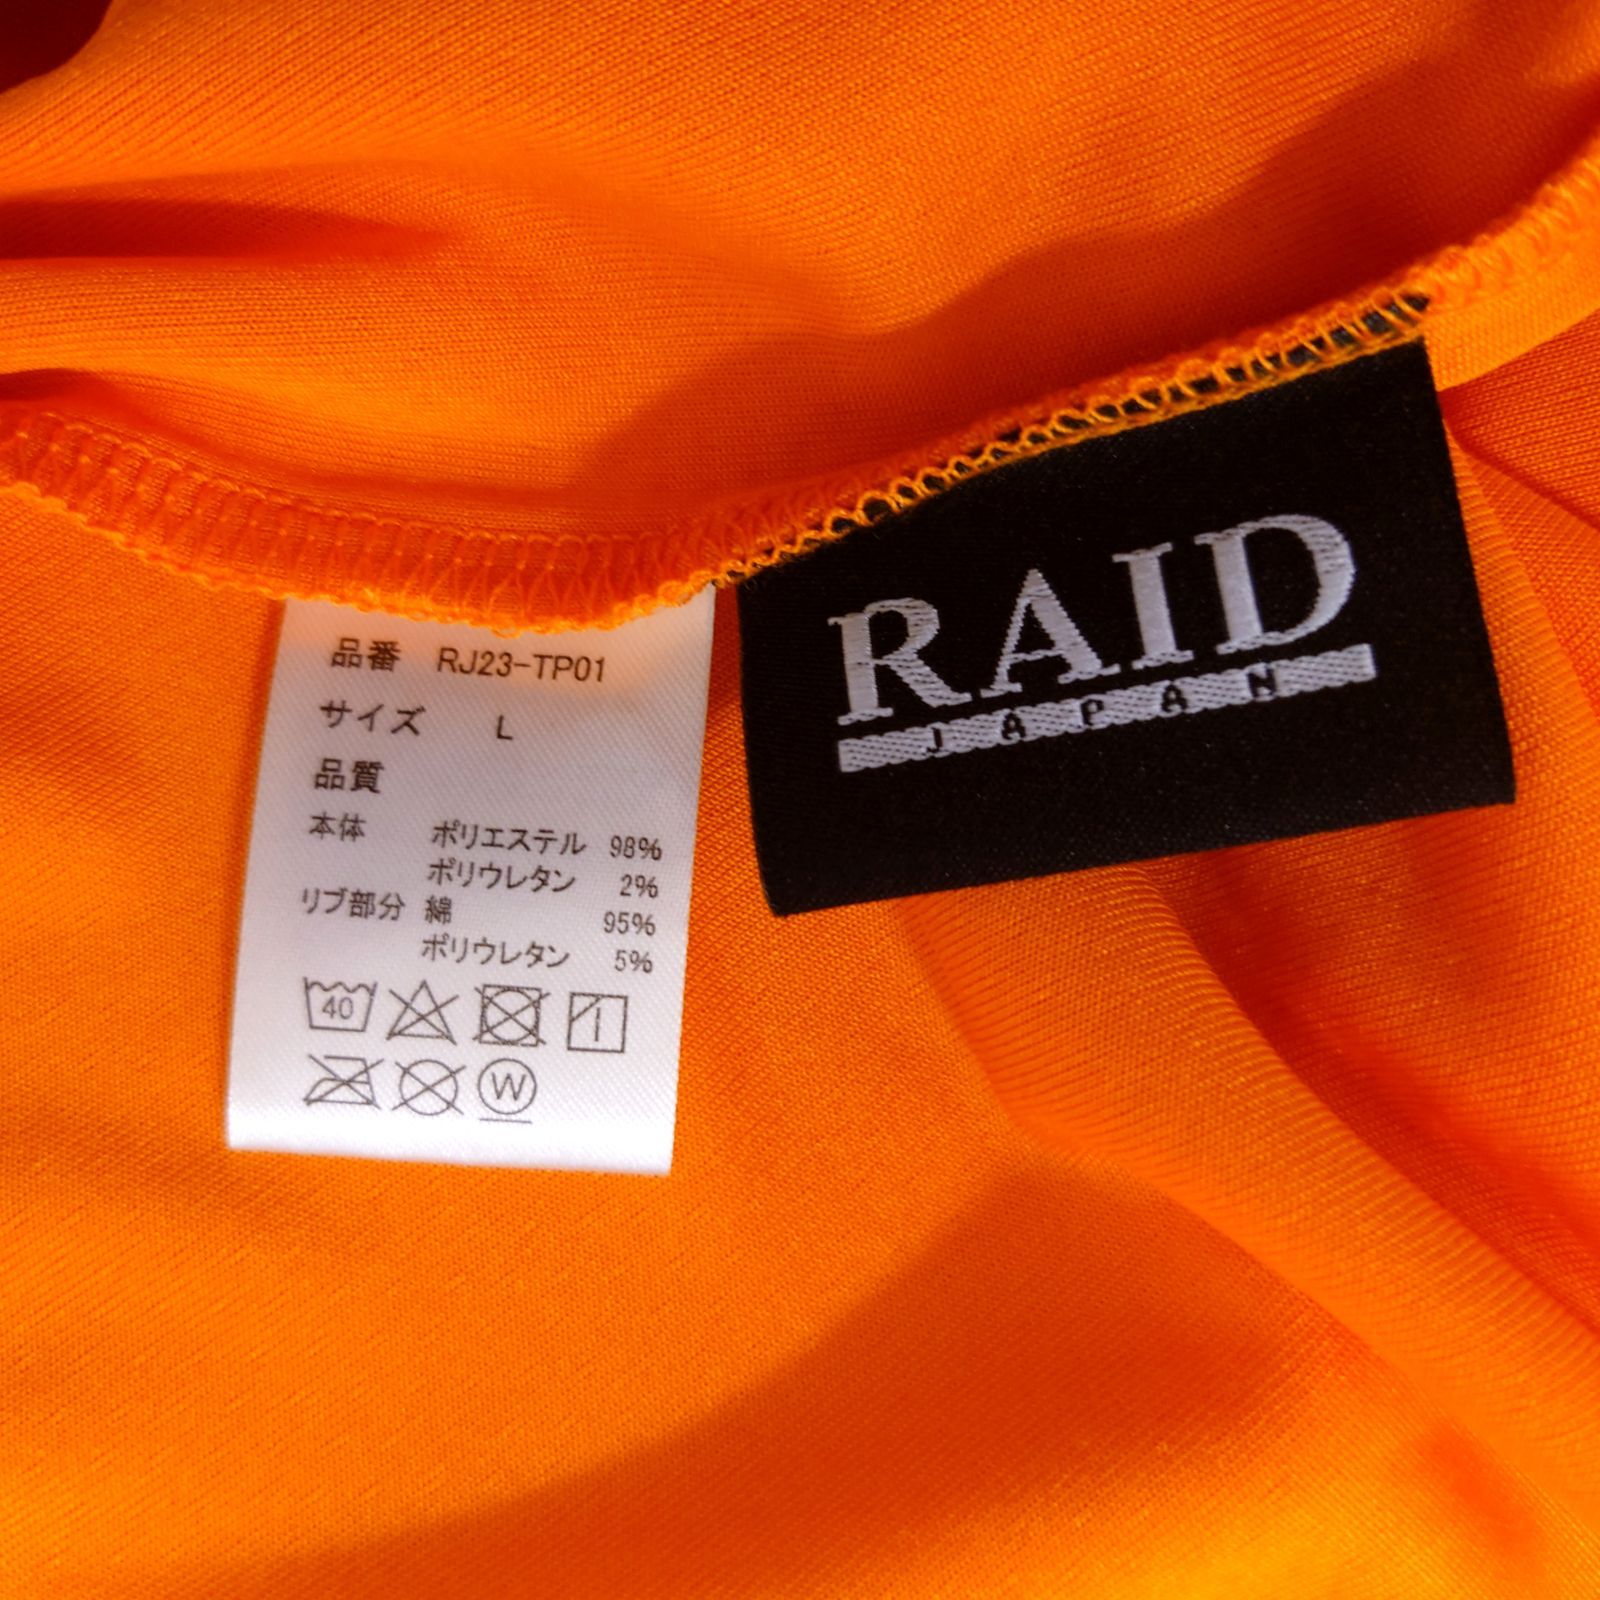 品番 RJ23-TP01
サイズ L
品質
本体 ポリエステル 98%
ポリウレタン 2%
リブ部分 綿 95%
ポリウレタン 5%
40
W
RAID
JAPAN